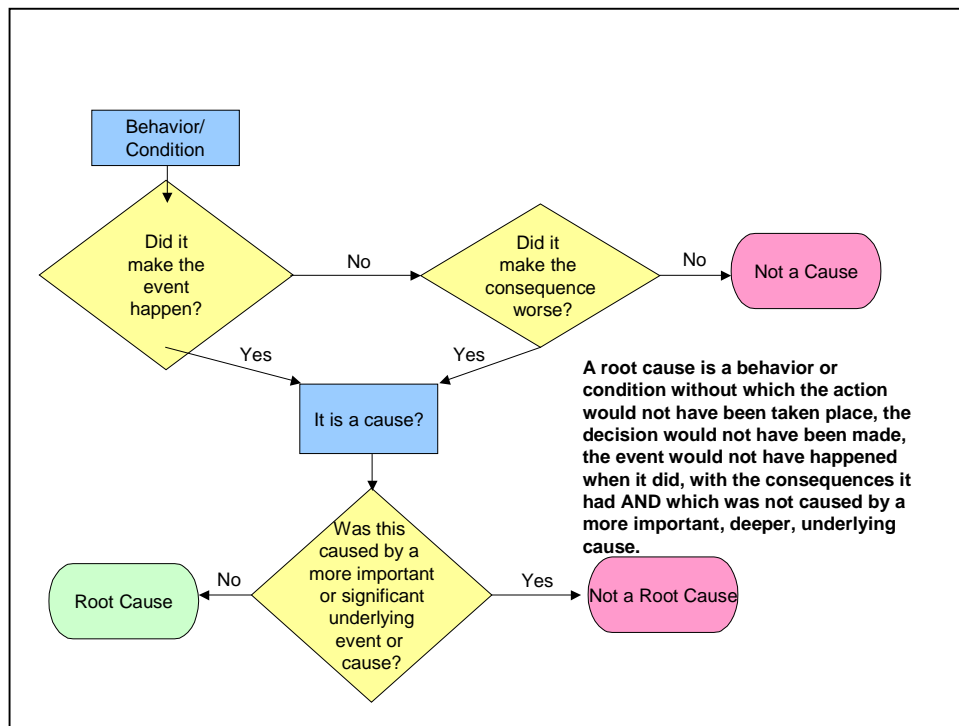 Behavior/
Condition
Did it
make the
event
happen?
No
Did it
make the
consequence
worse?
No
Not a Cause
Yes
Yes
It is a cause?
A root cause is a behavior or
condition without which the action
would not have been taken place, the
decision would not have been made,
the event would not have happened
when it did, with the consequences it
had AND which was not caused by a
more important, deeper, underlying
cause.
Was this
caused by a
more important
or significant
underlying
event or
cause?
No
Root Cause
Yes
Not a Root Cause